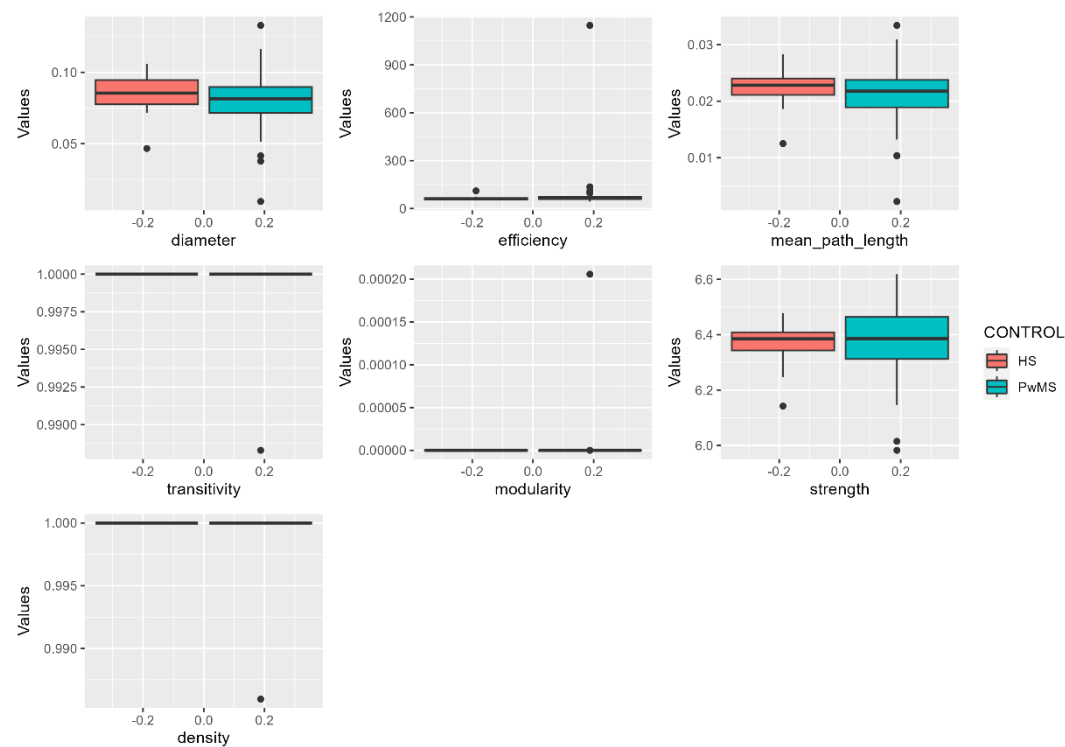 Values
0.10
0.05
-0.2
0.0
0.2
diameter
Values
1200
900
600
300
0
-0.2
0.0
0.2
efficiency
Values
0.03
0.02
0.01
-0.2
0.0
0.2
mean_path_length
Values
1.0000
0.9975
0.9950
0.9925
0.9900
-0.2
0.0
0.2
transitivity
Values
0.00020
0.00015
0.00010
0.00005
0.00000
-0.2
0.0
0.2
modularity
Values
6.6
6.4
6.2
6.0
-0.2
0.0
0.2
strength
CONTROL
HS
PwMS
Values
1.000
0.995
0.990
-0.2
0.0
0.2
density